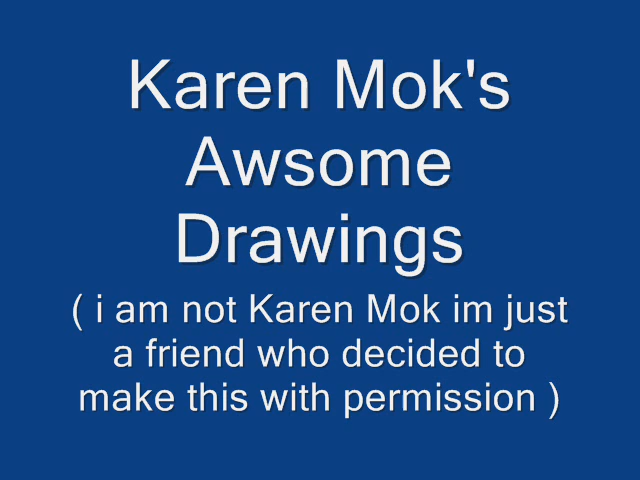 Karen Mok's
Awsome
Drawings
( i am not Karen Mok im just
a friend who decided to
make this with permission )